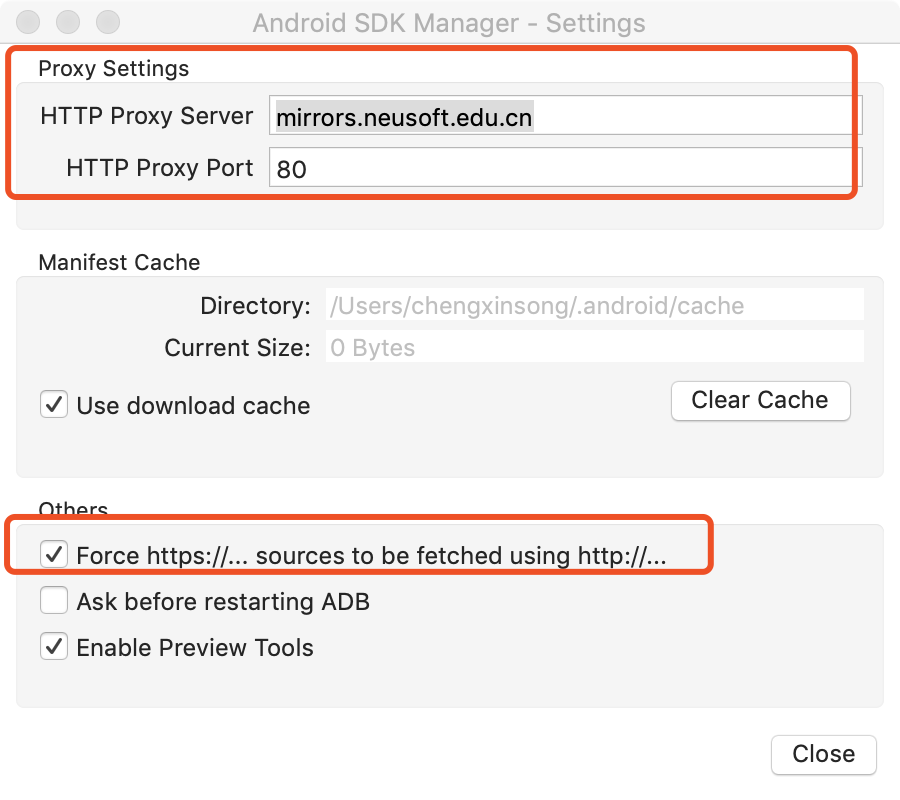 Android SDK Manager - Settings
Proxy Settings
HTTP Proxy Server mirrors.neusoft.edu.cn
HTTP Proxy Port 80
Manifest Cache
Directory: /Users/chengxinsong/.android/cache
Current Size: 0 Bytes
Use download cache Clear Cache
Others
Force https://... sources to be fetched using http://...
Ask before restarting ADB
Enable Preview Tools
Close